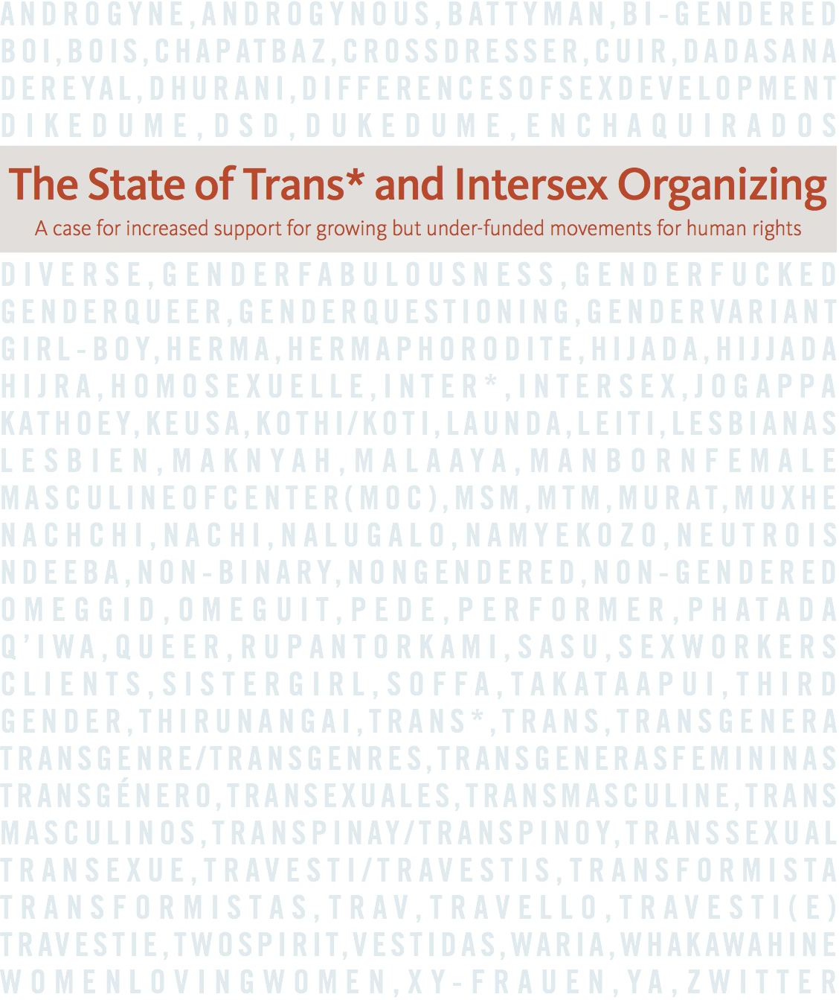 ANDROGYNE,ANDROGYNOUS,BATTYMAN,BI-GENDERED
BOI,BOIS,CHAPATBAZ,CROSSDRESSER,CUIR,DADASANA
DEREYAL,DHURANI,DIFFERENCESOFSEXDEVELOPMENT
DIKEDUME,DSD,DUKEDUME,ENCHAQUIRADOS
The State of Trans* and Intersex Organizing
A case for increased support for growing but under-funded movements for human rights
DIVERSE,GENDERFABULOUSNESS,GENDERFUCKED
GENDERQUEER,GENDERQUESTIONING,GENDERVARIANT
GIRL-BOY,HERMA,HERMAPHORODITE,HIJADA,HIJJADA
HIJRA,HOMOSEXUELLE,INTER*,INTERSEX,JOGAPPA
KATHOEY,KEUSA,KOTHI/KOTI,LAUNDA,LEITI,LESBIANAS
LESBIEN,MAKNYAH,MALAAYA,MANBORNFEMALE
MASCULINEOFCENTER(MOC),MSM,MTM,MURAT,MUXHE
NACHCHI,NACHI,NALUGALO,NAMYEKOZO,NEUTROIS
NDEEBA,NON-BINARY,NONGENDERED,NON-GENDERED
OMEGGID,OMEGUIT,PEDE,PERFORMER,PHATADA
Q'IWA,QUEER,RUPANTORKAMI,SASU,SEXWORKERS
CLIENTS,SISTERGIRL,SOFFA,TAKATAAPUI,THIRD
GENDER,THIRUNANGAI,TRANS*,TRANS,TRANSGENERA
TRANSGENRE/TRANSGENRES,TRANSGENERASFEMININAS
TRANSGÉNERO,TRANSEXUALES,TRANSMASCULINE,TRANS
MASCULINOS,TRANSPINAY/TRANSPINOY,TRANSSEXUAL
TRANSEXUE,TRAVESTI/TRAVESTIS,TRANSFORMISTA
TRANSFORMISTAS,TRAV,TRAVELLO,TRAVESTI(E)
TRAVESTIE,TWOSPIRIT,VESTIDAS,WARIA,WHAKAWAHINE
WOMENLOVINGWOMEN,XY-FRAUEN,YA,ZWITTER